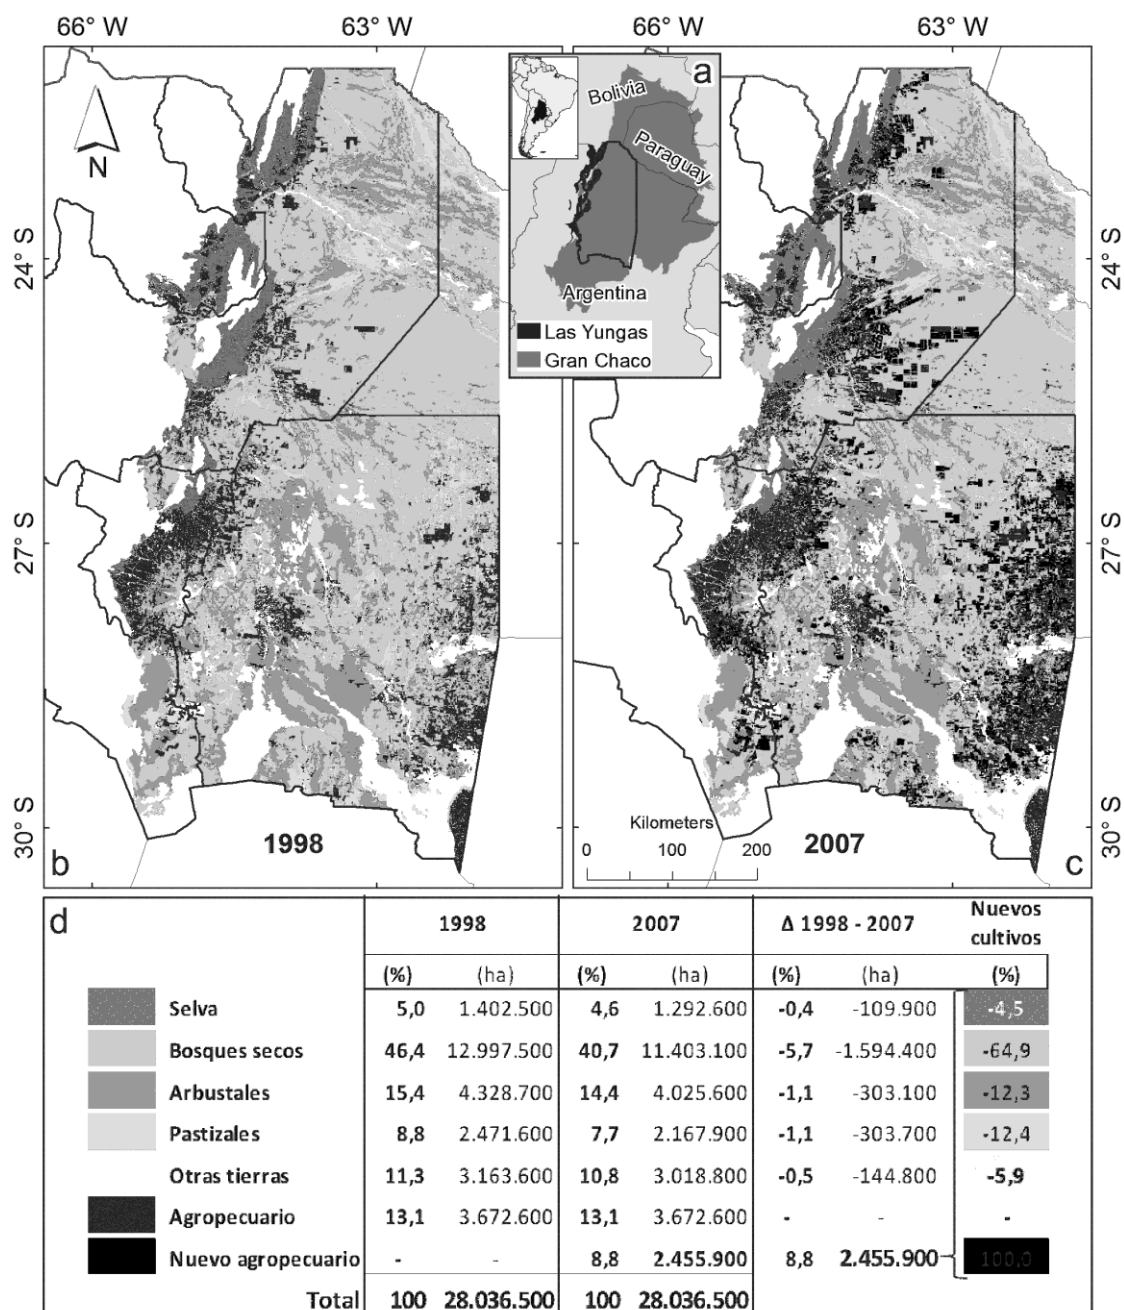 66° W 63° W 66° W 63° W
a
Bolivia
Paraguay
Argentina
Las Yungas
Gran Chaco
N
24° S 24° S
27° S 27° S
30° S 30° S
Kilometers
0 100 200
b 1998 2007 c
d 1998 2007 Δ 1998 - 2007 Nuevos cultivos
(%) (ha) (%) (ha) (%) (ha) (%)
Selva 5,0 1.402.500 4,6 1.292.600 -0,4 -109.900 -4,5
Bosques secos 46,4 12.997.500 40,7 11.403.100 -5,7 -1.594.400 -64,9
Arbustales 15,4 4.328.700 14,4 4.025.600 -1,1 -303.100 -12,3
Pastizales 8,8 2.471.600 7,7 2.167.900 -1,1 -303.700 -12,4
Otras tierras 11,3 3.163.600 10,8 3.018.800 -0,5 -144.800 -5,9
Agropecuario 13,1 3.672.600 13,1 3.672.600 - - -
Nuevo agropecuario - - 8,8 2.455.900 8,8 2.455.900 100,0
Total 100 28.036.500 100 28.036.500